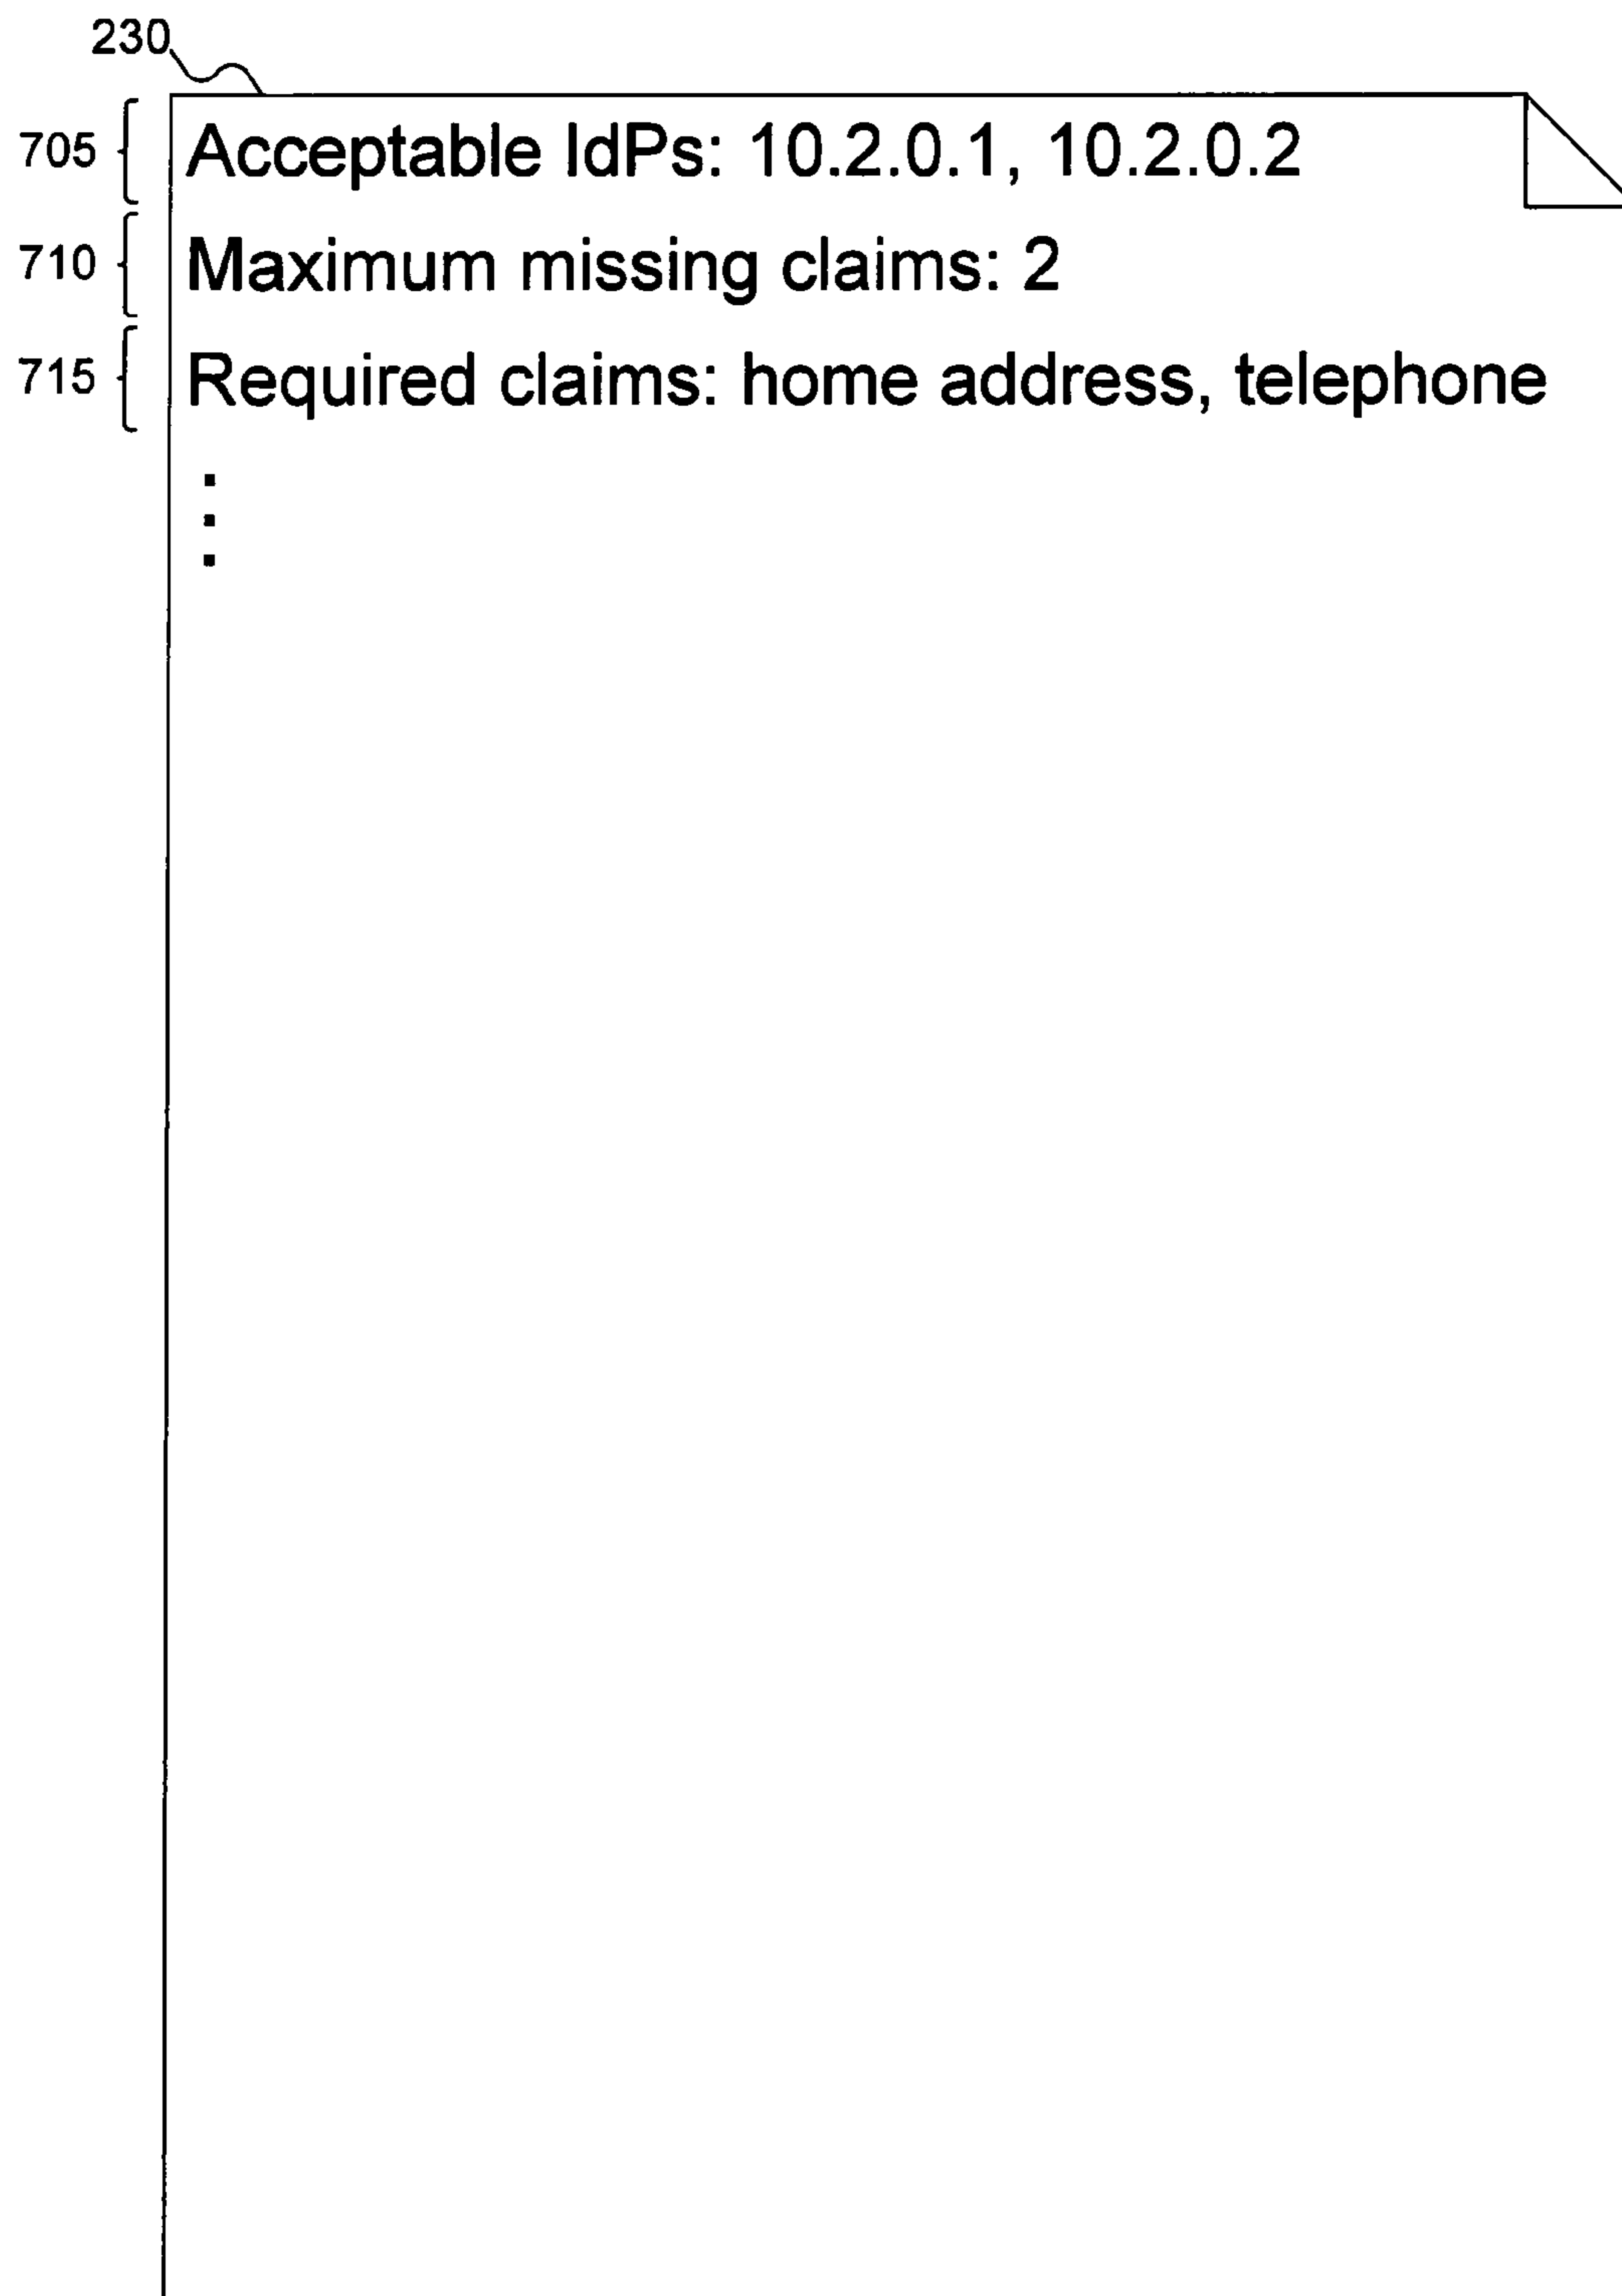 230
705 Acceptable IdPs: 10.2.0.1, 10.2.0.2
710 Maximum missing claims: 2
715 Required claims: home address, telephone